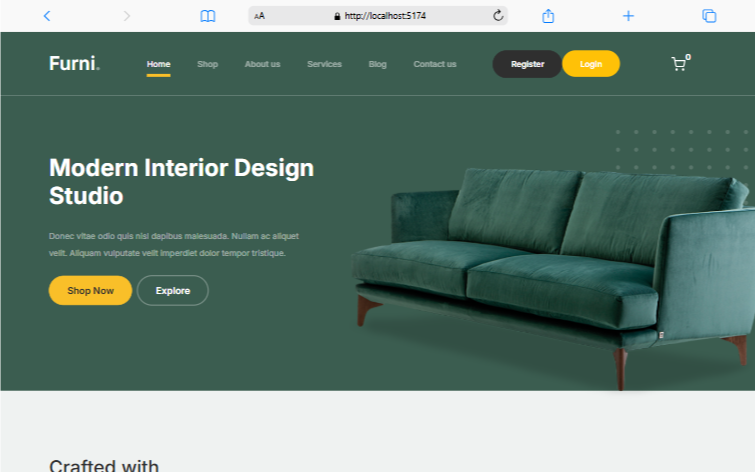 AA http://localhost:5174
Furni.
Home Shop About us Services Blog Contact us Register Login 0
Modern Interior Design
Studio
Donec vitae odio quis nisl dapibus malesuada. Nullam ac aliquet
velit. Aliquam vulputate velit imperdiet dolor tempor tristique.
Shop Now Explore
Crafted with